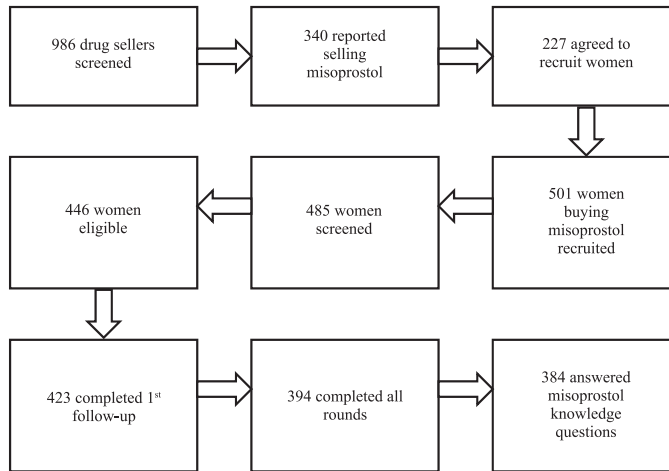 986 drug sellers
screened
340 reported
selling
misoprostol
227 agreed to
recruit women
501 women
buying
misoprostol
recruited
485 women
screened
446 women
eligible
423 completed 1st
follow-up
394 completed all
rounds
384 answered
misoprostol
knowledge
questions